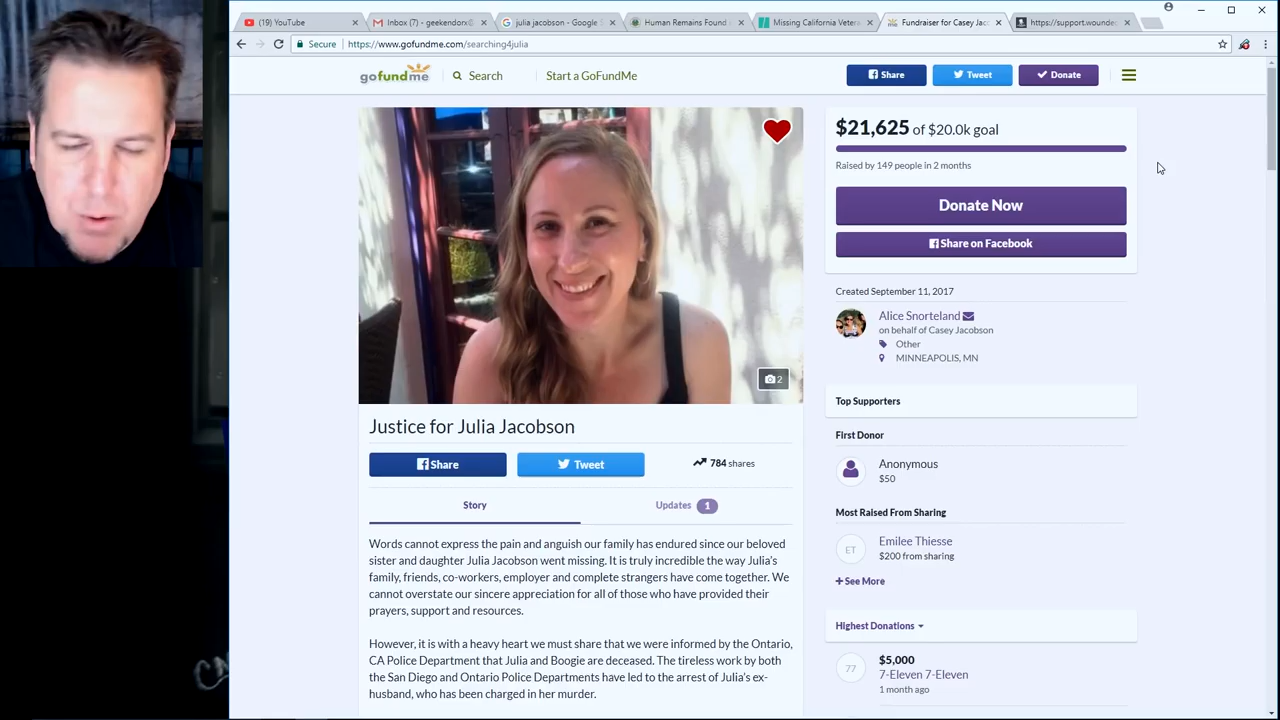 (19) YouTube
Inbox (7) - geekendorx@
julia jacobson - Google S
Human Remains Found
Missing California Vetera
Fundraiser for Casey Jaco
https://support.wounded
Secure https://www.gofundme.com/searching4julia
gofundme
Search
Start a GoFundMe
Share
Tweet
Donate
2
$21,625 of $20.0k goal
Raised by 149 people in 2 months
Donate Now
Share on Facebook
Created September 11, 2017
Alice Snorteland
on behalf of Casey Jacobson
Other
MINNEAPOLIS, MN
Justice for Julia Jacobson
Share
Tweet
784 shares
Story
Updates 1
Words cannot express the pain and anguish our family has endured since our beloved
sister and daughter Julia Jacobson went missing. It is truly incredible the way Julia's
family, friends, co-workers, employer and complete strangers have come together. We
cannot overstate our sincere appreciation for all of those who have provided their
prayers, support and resources.
However, it is with a heavy heart we must share that we were informed by the Ontario,
CA Police Department that Julia and Boogie are deceased. The tireless work by both
the San Diego and Ontario Police Departments have led to the arrest of Julia's ex-
husband, who has been charged in her murder.
Top Supporters
First Donor
Anonymous
$50
Most Raised From Sharing
ET
Emilee Thiesse
$200 from sharing
+See More
Highest Donations
77
$5,000
7-Eleven 7-Eleven
1 month ago